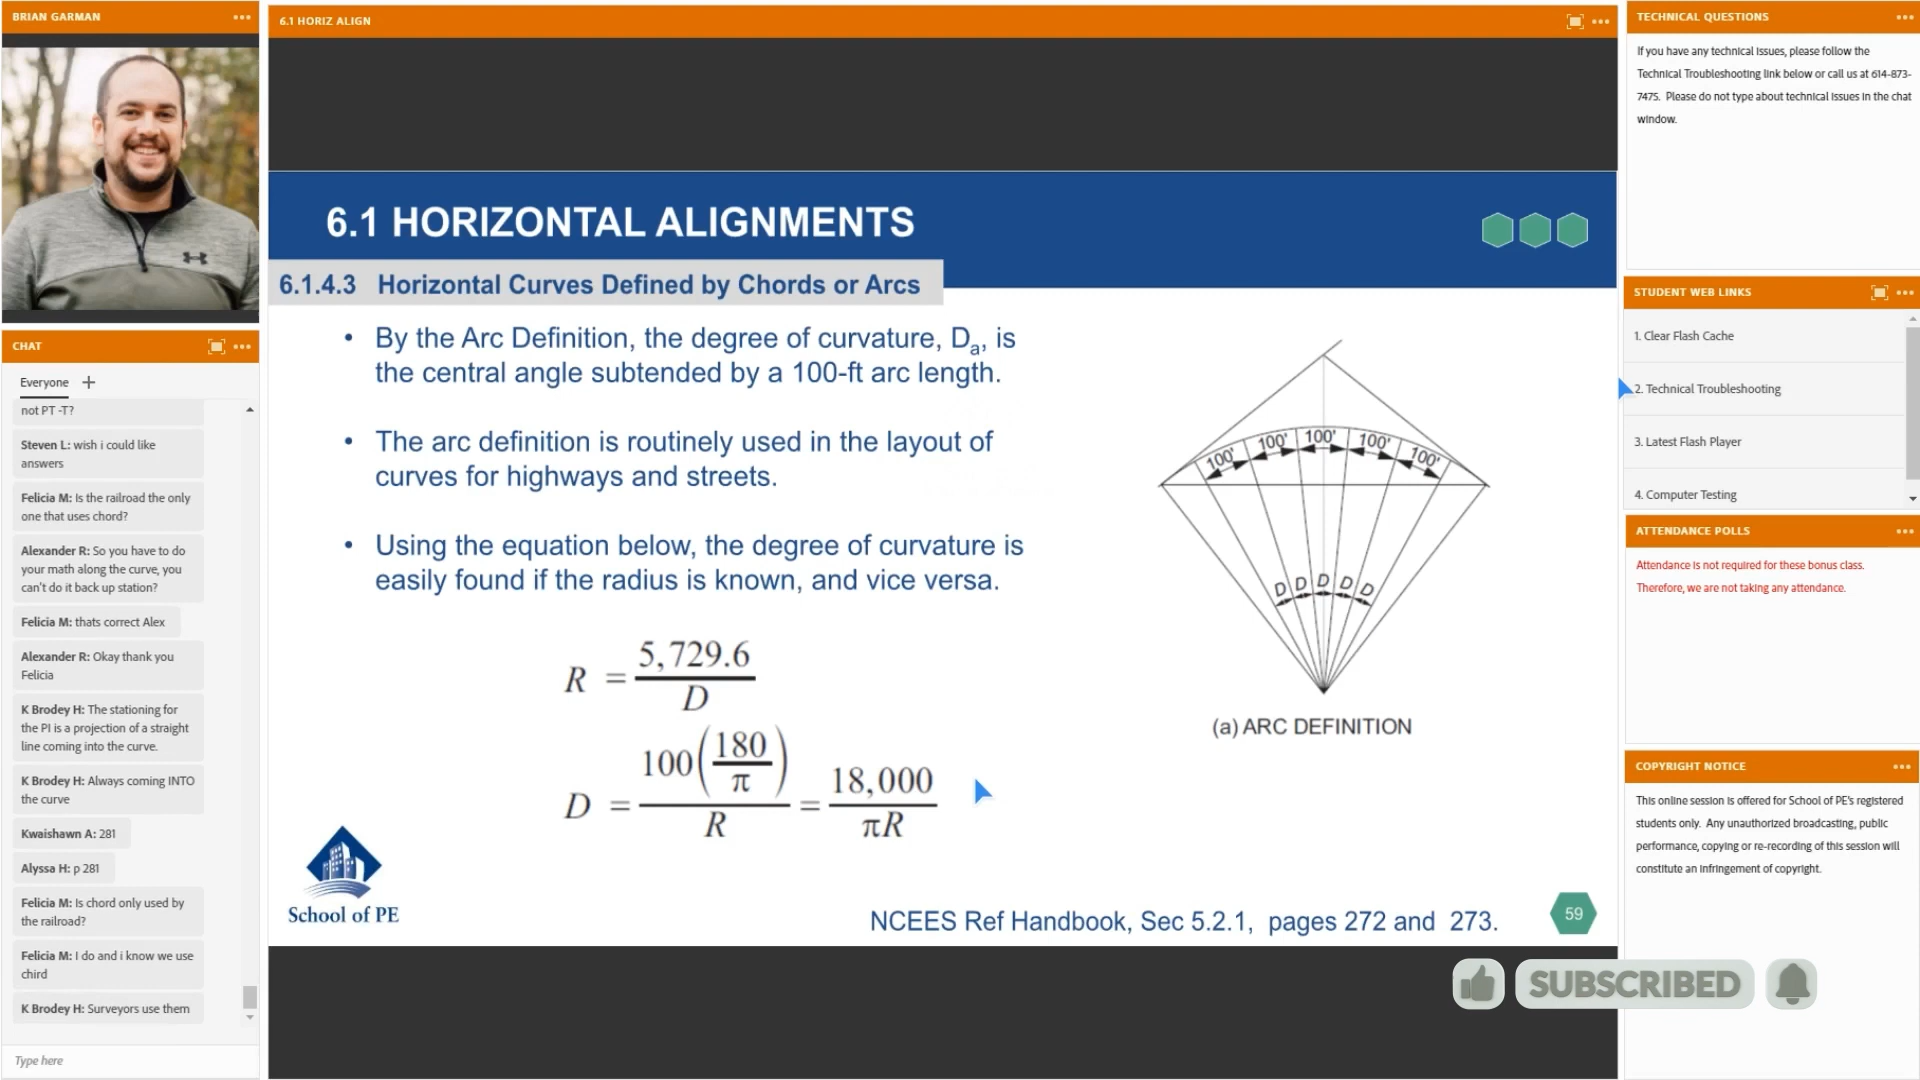 BRIAN GARMAN
CHAT
Everyone
not PT -T?
Steven L: wish i could like
answers
Felicia M: Is the railroad the only
one that uses chord?
Alexander R: So you have to do
your math along the curve, you
can't do it back up station?
Felicia M: thats correct Alex
Alexander R: Okay thank you
Felicia
K Brodey H: The stationing for
the PI is a projection of a straight
line coming into the curve.
K Brodey H: Always coming INTO
the curve
Kwaishawn A: 281
Alyssa H: p 281
Felicia M: Is chord only used by
the railroad?
Felicia M: I do and i know we use
chird
K Brodey H: Surveyors use them
Type here
6.1 HORIZ ALIGN
6.1 HORIZONTAL ALIGNMENTS
6.1.4.3 Horizontal Curves Defined by Chords or Arcs
• By the Arc Definition, the degree of curvature, Da, is
the central angle subtended by a 100-ft arc length.
• The arc definition is routinely used in the layout of
curves for highways and streets.
• Using the equation below, the degree of curvature is
easily found if the radius is known, and vice versa.
R = 5,729.6 / D
D = 100(180/π) / R = 18,000 / πR
100' 100' 100' 100' 100'
D D D D D
(a) ARC DEFINITION
School of PE
NCEES Ref Handbook, Sec 5.2.1, pages 272 and 273.
59
TECHNICAL QUESTIONS
If you have any technical issues, please follow the
Technical Troubleshooting link below or call us at 614-873-
7475. Please do not type about technical issues in the chat
window.
STUDENT WEB LINKS
1. Clear Flash Cache
2. Technical Troubleshooting
3. Latest Flash Player
4. Computer Testing
ATTENDANCE POLLS
Attendance is not required for these bonus class.
Therefore, we are not taking any attendance.
COPYRIGHT NOTICE
This online session is offered for School of PE's registered
students only. Any unauthorized broadcasting, public
performance, copying or re-recording of this session will
constitute an infringement of copyright.
SUBSCRIBED